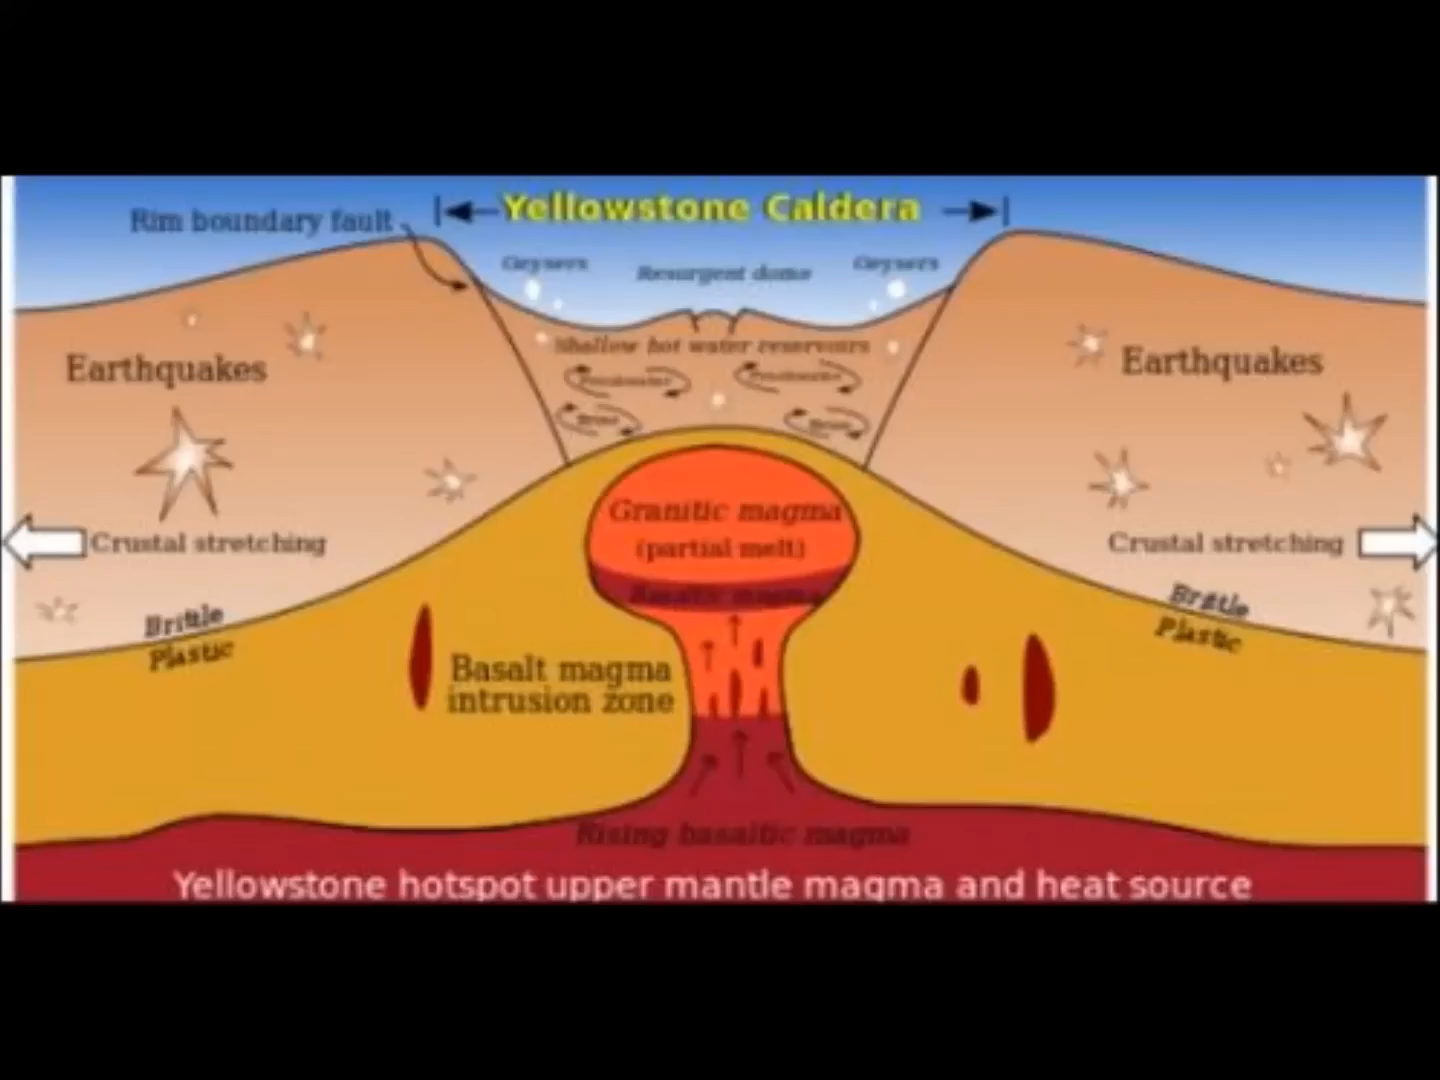 Yellowstone Caldera
Rim boundary fault
Geysers
Resurgent dome
Geysers
Shallow hot water reservoirs
Earthquakes
Earthquakes
Granitic magma
(partial melt)
Crustal stretching
Crustal stretching
Basaltic magma
Brittle
Plastic
Brittle
Plastic
Basalt magma
intrusion zone
Rising basaltic magma
Yellowstone hotspot upper mantle magma and heat source